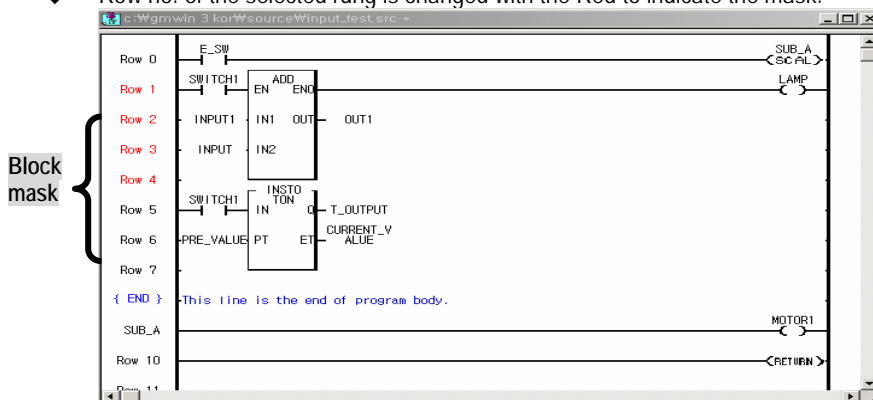 Row no. of the selected rung is changed with the Red to indicate the mask.
c:₩gmwin 3 kor₩source₩input_test,src
Row 0 E_SW SUB_A
SCAL
Row 1 SWITCH1 ADD LAMP
EN ENO
Row 2 INPUT1 IN1 OUT OUT1
Row 3 INPUT IN2
Block mask
Row 4
INSTO
Row 5 SWITCH1 TON
IN Q T_OUTPUT
Row 6 PRE_VALUE PT ET CURRENT_V
ALUE
Row 7
{ END } This line is the end of program body.
SUB_A MOTOR1
Row 10 RETURN
Row 11